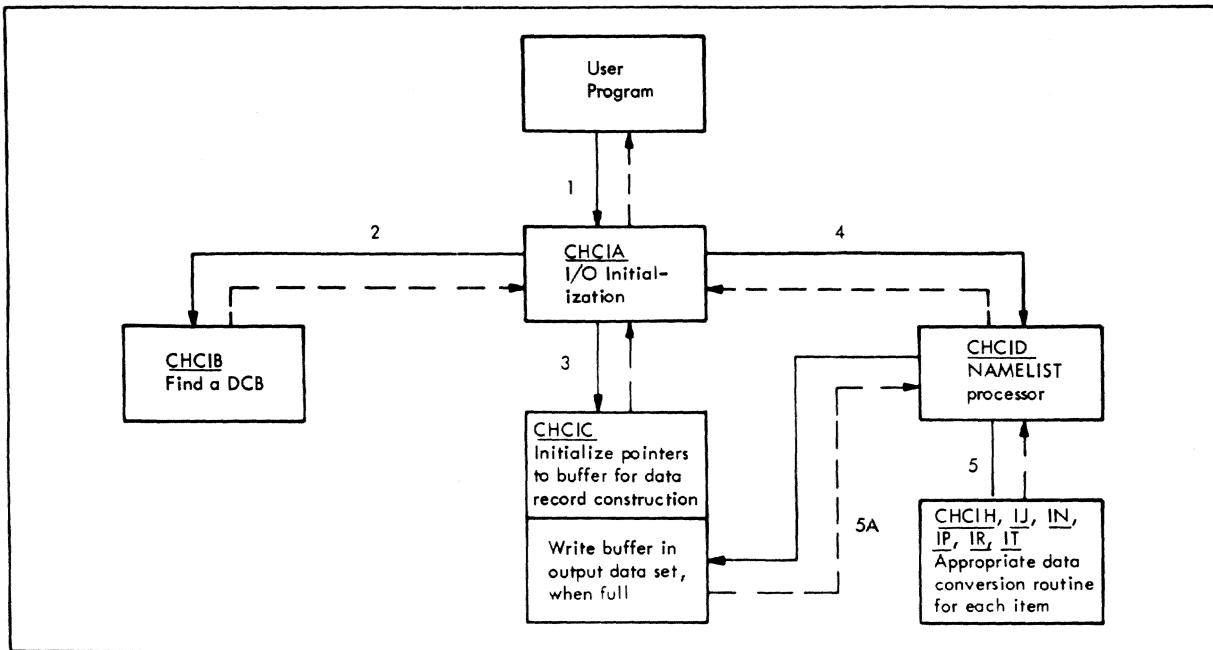 User
Program
1
2
CHCIA
I/O Initial-
ization
4
CHCIB
Find a DCB
3
CHCID
NAMELIST
processor
CHCIC
Initialize pointers
to buffer for data
record construction
5
5A
Write buffer in
output data set,
when full
CHCIH, IJ, IN,
IP, IR, IT
Appropriate data
conversion routine
for each item